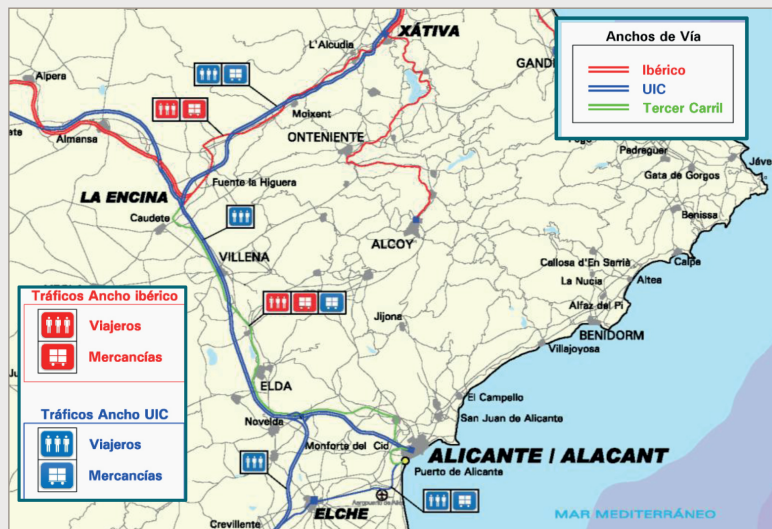 XÁTIVA
L'Alcudia
GANDI
Anchos de Vía
Ibérico
UIC
Tercer Carril
Alpera
Moixent
Almansa
ONTENIENTE
Padreguer
Jáve
Gata de Gorgos
LA ENCINA
Fuente la Higuera
Benissa
Caudete
ALCOY
VILLENA
Callosa d'En Sarrià
Calpe
La Nucia
Altea
Alfaz del Pi
Tráficos Ancho ibérico
Viajeros
Mercancías
Jijona
BENIDORM
Villajoyosa
ELDA
El Campello
Tráficos Ancho UIC
Viajeros
Mercancías
Novelda
San Juan de Alicante
Monforte del Cid
ALICANTE / ALACANT
Puerto de Alicante
ELCHE
Crevillente
MAR MEDITERRÁNEO